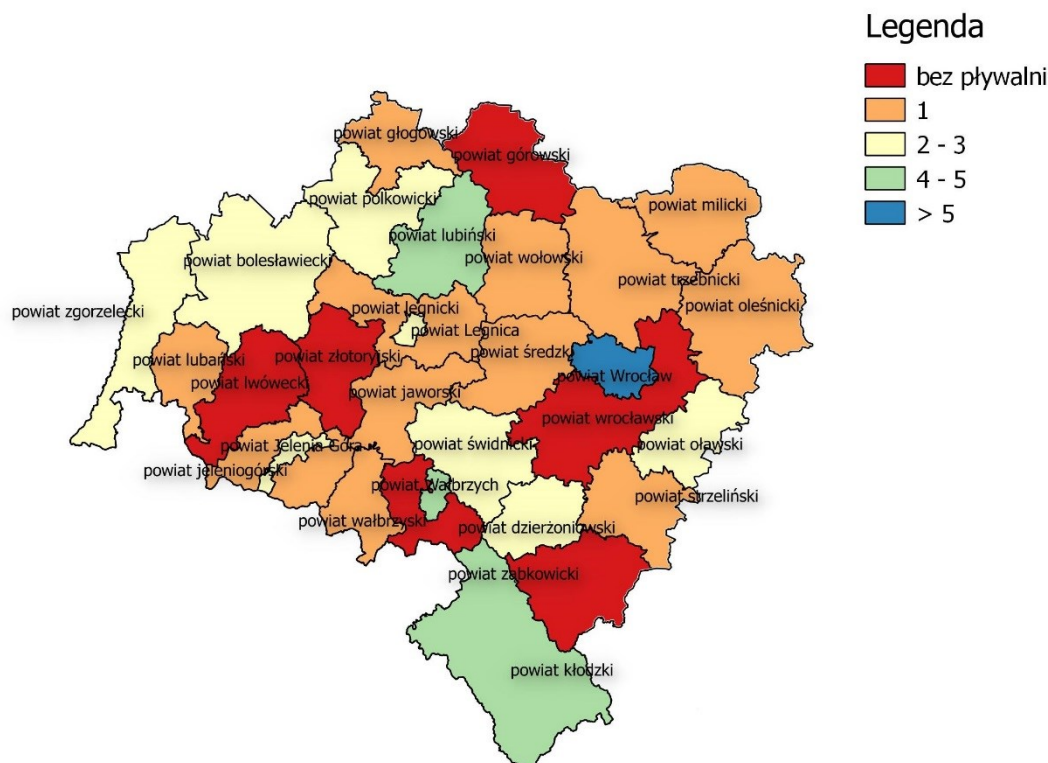 Legenda
bez pływalni
1
2 - 3
4 - 5
> 5
powiat głogowski
powiat górowski
powiat polkowicki
powiat milicki
powiat lubiński
powiat wołowski
powiat bolesławiecki
powiat trzebnicki
powiat oleśnicki
powiat zgorzelecki
powiat legnicki
powiat Legnica
powiat średzki
powiat lubański
powiat złotoryjski
powiat lwówecki
powiat Wrocław
powiat jaworski
powiat wrocławski
powiat Jelenia Góra
powiat świdnicki
powiat oławski
powiat jeleniogórski
powiat Wałbrzych
powiat strzeliński
powiat wałbrzyski
powiat dzierżoniowski
powiat ząbkowicki
powiat kłodzki